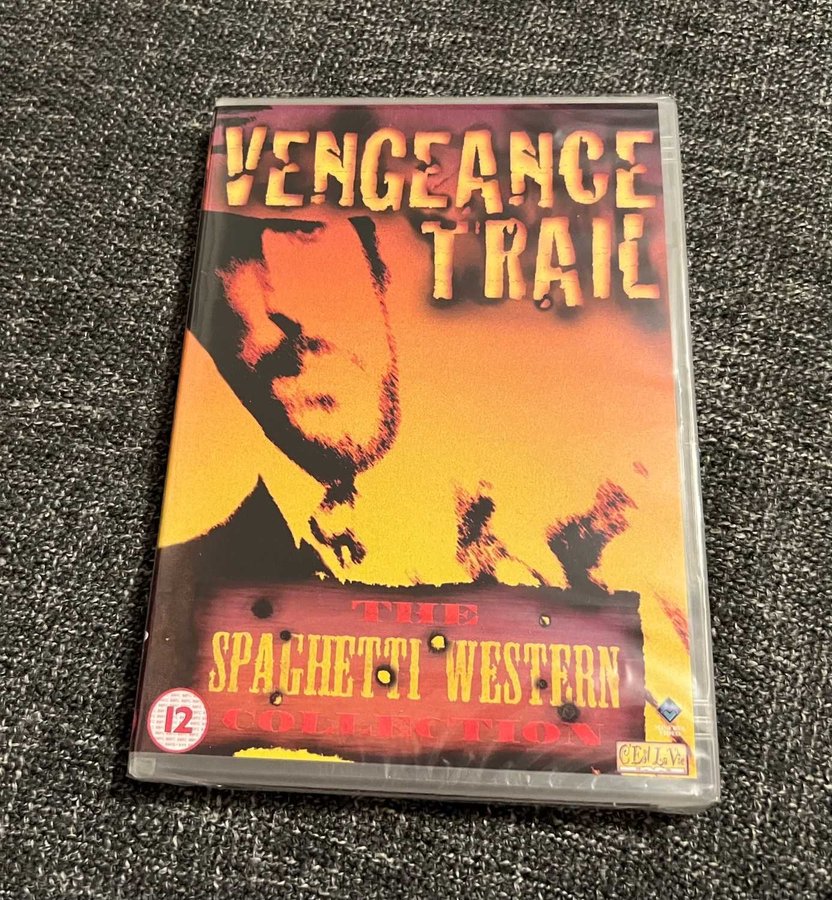 VENGEANCE
TRAIL
THE
SPAGHETTI WESTERN
COLLECTION
12
C'Est La Vie